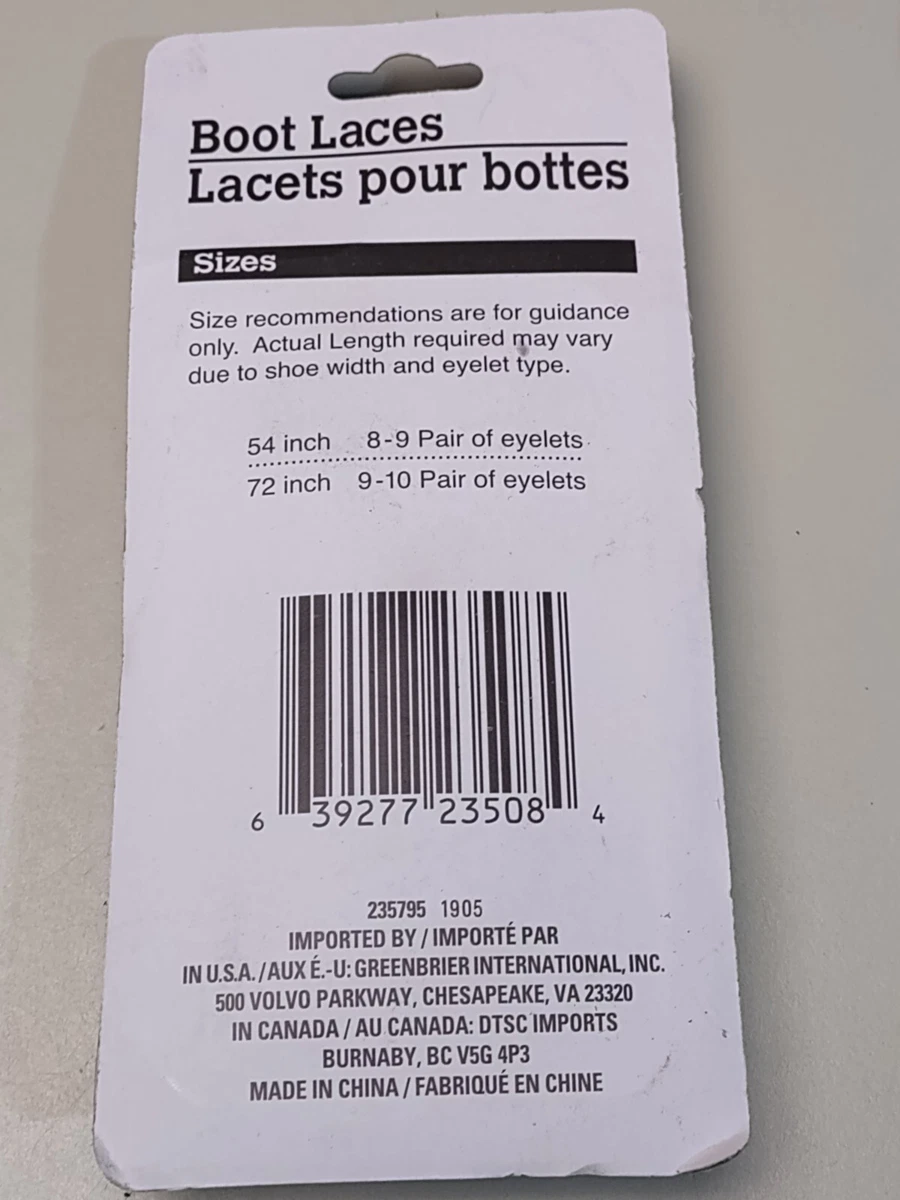 Boot Laces
Lacets pour bottes
Sizes
Size recommendations are for guidance
only. Actual Length required may vary
due to shoe width and eyelet type.
54 inch 8-9 Pair of eyelets
72 inch 9-10 Pair of eyelets
6 39277 23508 4
235795 1905
IMPORTED BY / IMPORTÉ PAR
IN U.S.A. / AUX É.-U: GREENBRIER INTERNATIONAL, INC.
500 VOLVO PARKWAY, CHESAPEAKE, VA 23320
IN CANADA / AU CANADA: DTSC IMPORTS
BURNABY, BC V5G 4P3
MADE IN CHINA / FABRIQUÉ EN CHINE